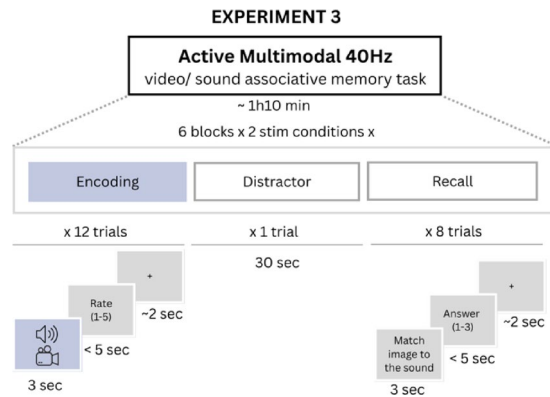 EXPERIMENT 3
Active Multimodal 40Hz
video/ sound associative memory task
~ 1h10 min
6 blocks x 2 stim conditions x
Encoding
Distractor
Recall
x 12 trials
x 1 trial
x 8 trials
30 sec
+
Rate
(1-5)
~2 sec
< 5 sec
3 sec
+
Answer
(1-3)
~2 sec
Match
image to
the sound
< 5 sec
3 sec